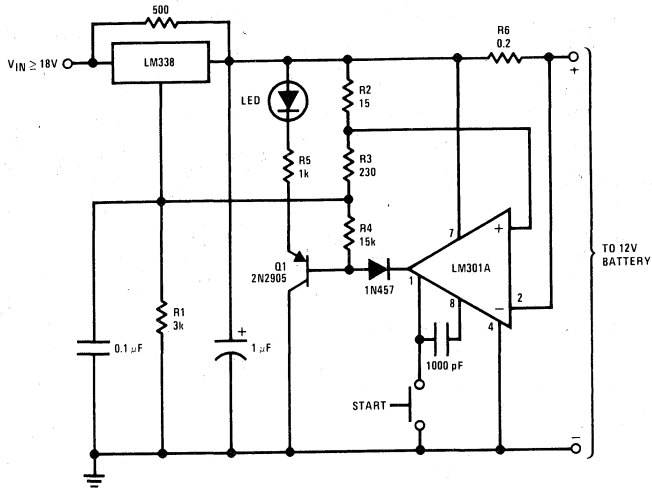 500
V_IN ≥ 18V
LM338
R6
0.2
+
LED
R2
15
R5
1k
R3
230
R4
15k
7
+
TO 12V
BATTERY
Q1
2N2905
1N457
1
LM301A
8
−
2
4
R1
3k
0.1 μF
+
1 μF
1000 pF
START
−